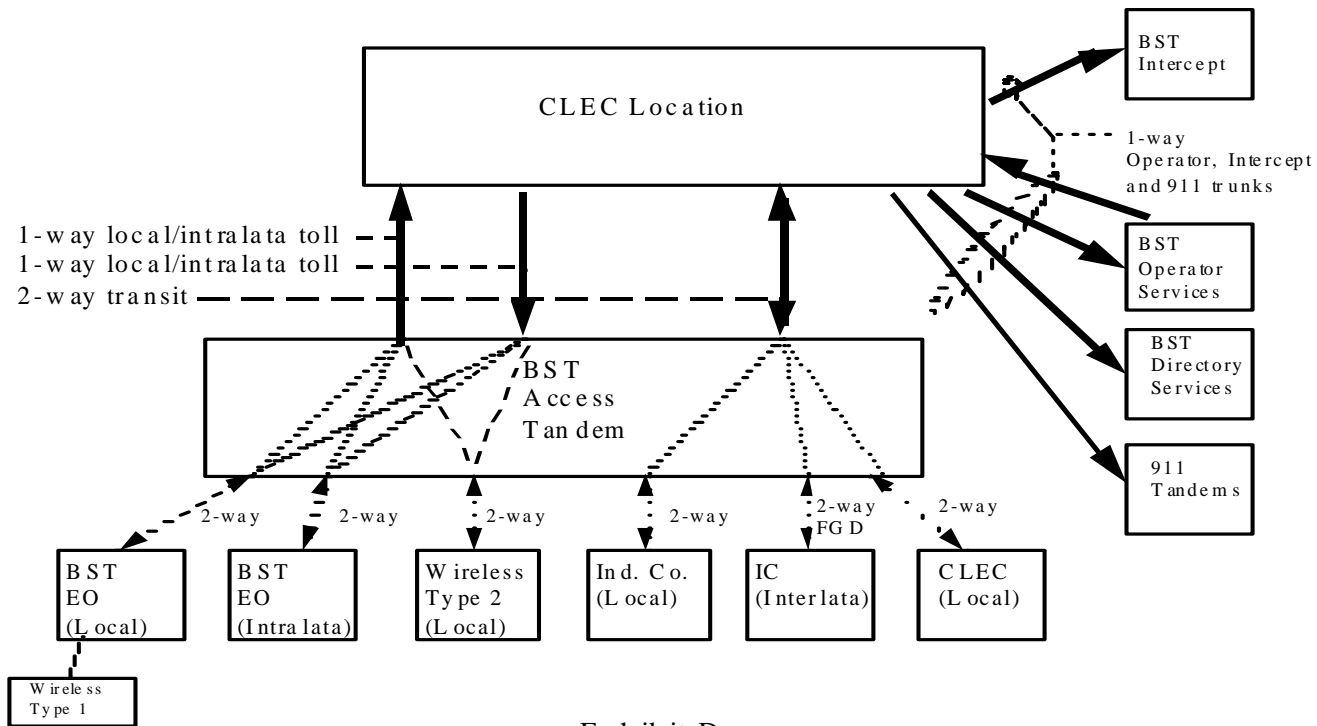 CLEC Location
BST
Intercept
1-way
Operator, Intercept
and 911 trunks
1-way local/intralata toll
1-way local/intralata toll
2-way transit
BST
Operator
Services
BST
Access
Tandem
BST
Directory
Services
911
Tandems
2-way
2-way
2-way
2-way
2-way
FGD
2-way
BST
EO
(Local)
BST
EO
(Intralata)
Wireless
Type 2
(Local)
Ind. Co.
(Local)
IC
(Interlata)
CLEC
(Local)
Wireless
Type 1